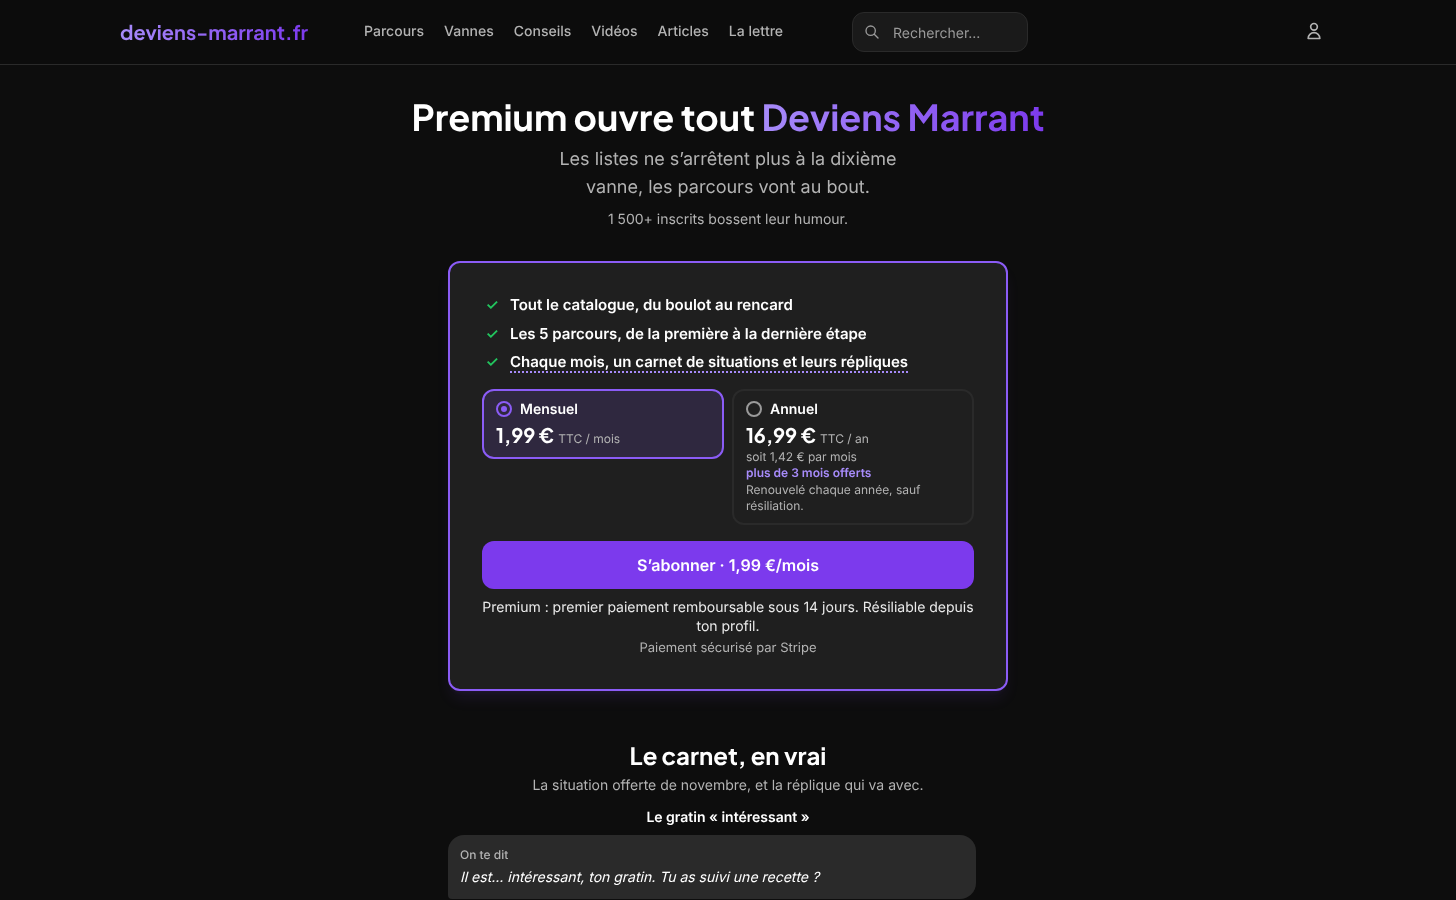 deviens-marrant.fr
Parcours
Vannes
Conseils
Vidéos
Articles
La lettre
Rechercher...
Premium ouvre tout Deviens Marrant
Les listes ne s’arrêtent plus à la dixième
vanne, les parcours vont au bout.
1 500+ inscrits bossent leur humour.
Tout le catalogue, du boulot au rencard
Les 5 parcours, de la première à la dernière étape
Chaque mois, un carnet de situations et leurs répliques
Mensuel
1,99 € TTC / mois
Annuel
16,99 € TTC / an
soit 1,42 € par mois
plus de 3 mois offerts
Renouvelé chaque année, sauf
résiliation.
S’abonner · 1,99 €/mois
Premium : premier paiement remboursable sous 14 jours. Résiliable depuis
ton profil.
Paiement sécurisé par Stripe
Le carnet, en vrai
La situation offerte de novembre, et la réplique qui va avec.
Le gratin « intéressant »
On te dit
Il est... intéressant, ton gratin. Tu as suivi une recette ?